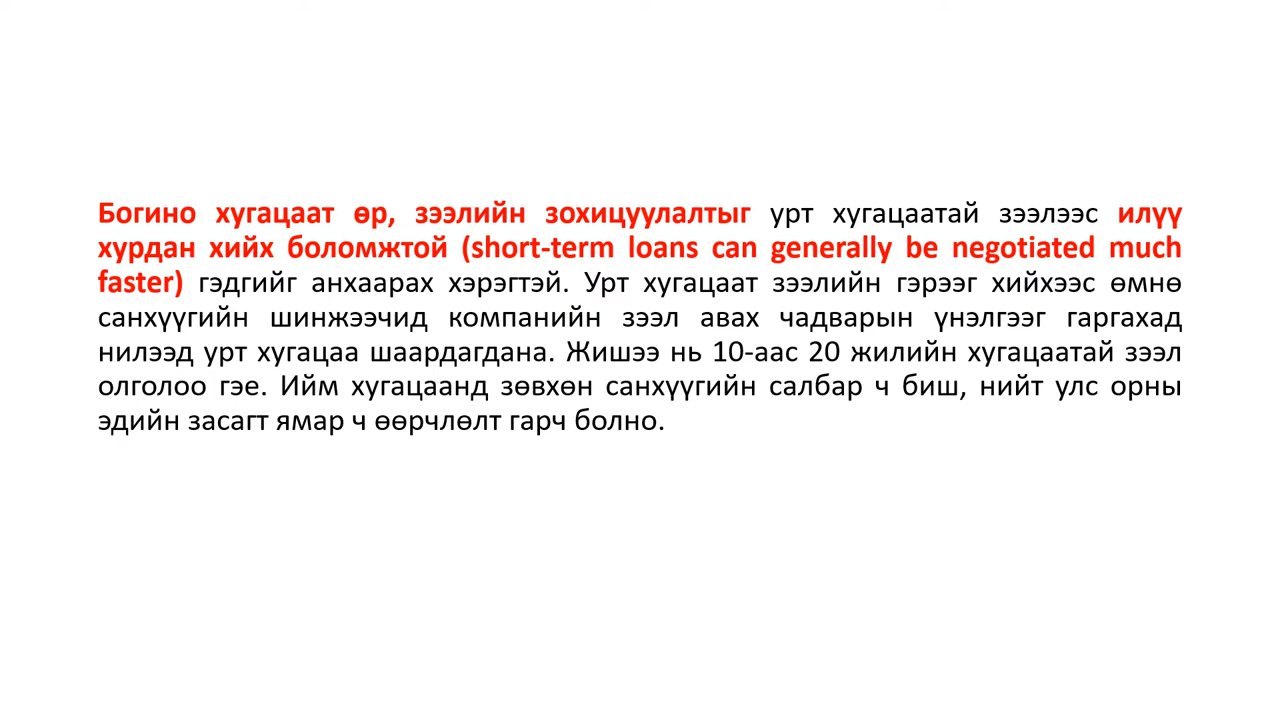 Богино хугацаат өр, зээлийн зохицуулалтыг урт хугацаатай зээлээс илүү
хурдан хийх боломжтой (short-term loans can generally be negotiated much
faster) гэдгийг анхаарах хэрэгтэй. Урт хугацаат зээлийн гэрээг хийхээс өмнө
санхүүгийн шинжээчид компанийн зээл авах чадварын үнэлгээг гаргахад
нилээд урт хугацаа шаардагдана. Жишээ нь 10-аас 20 жилийн хугацаатай зээл
олголоо гэе. Ийм хугацаанд зөвхөн санхүүгийн салбар ч биш, нийт улс орны
эдийн засагт ямар ч өөрчлөлт гарч болно.